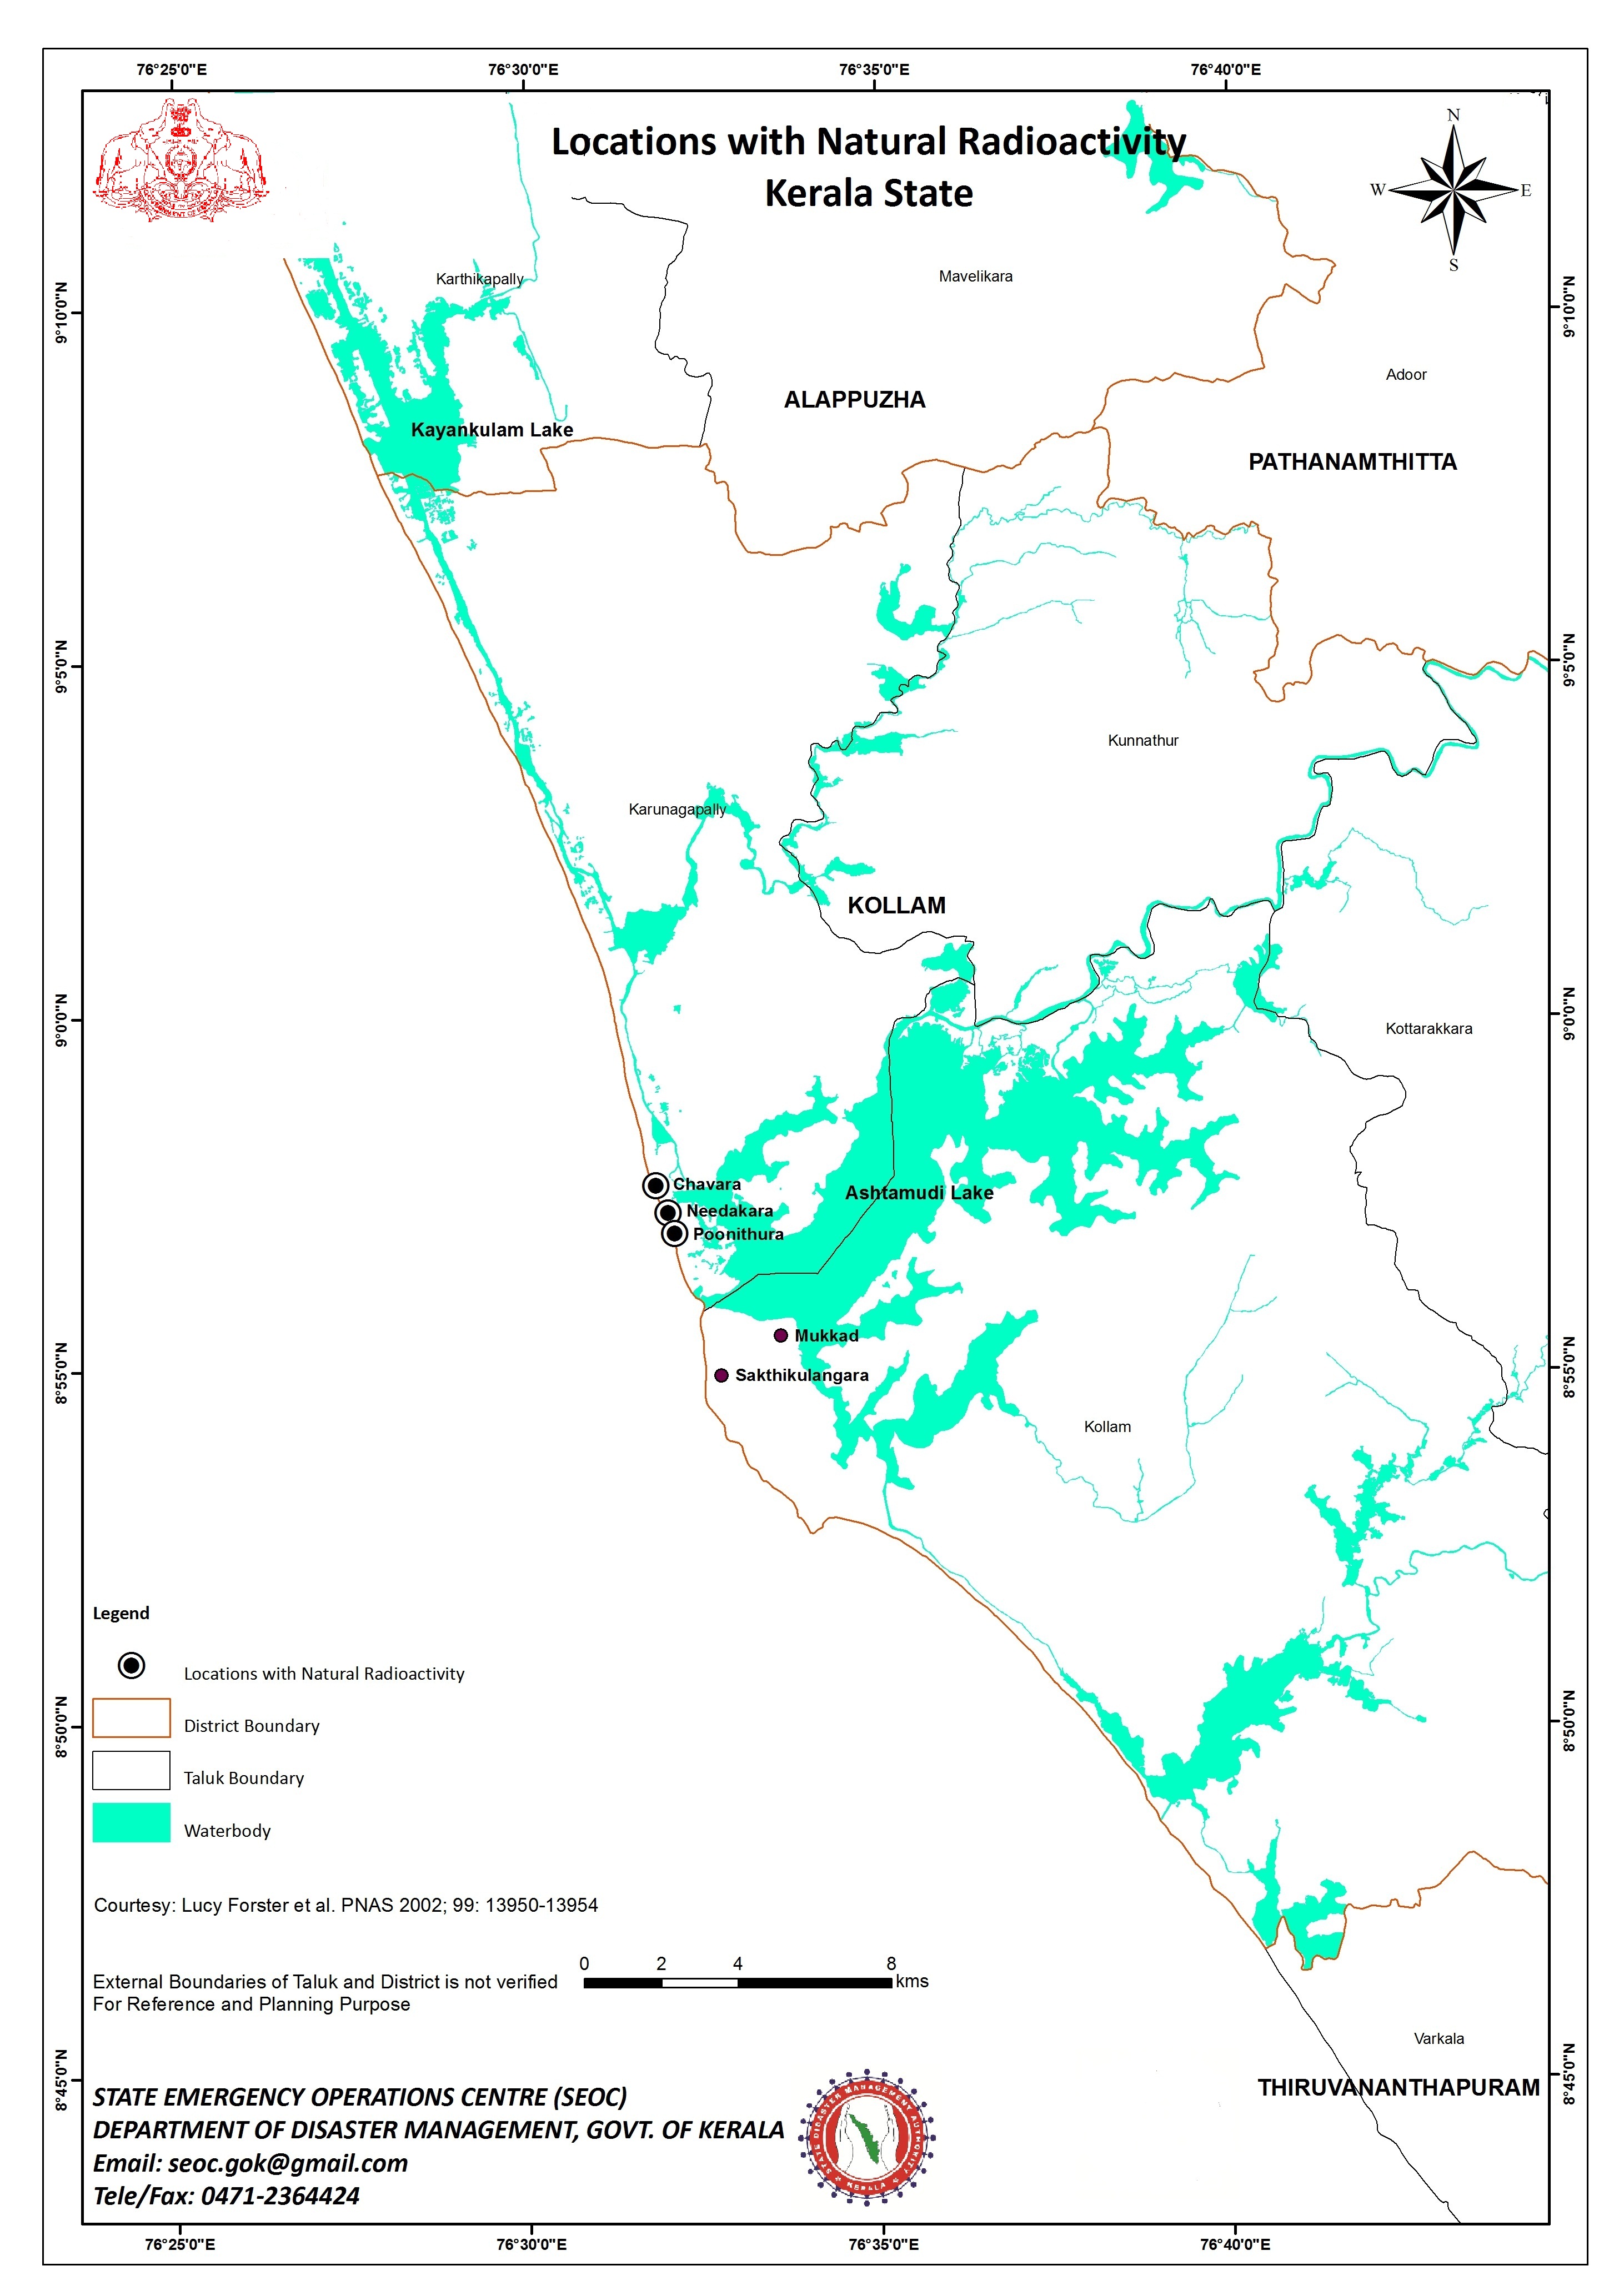 76°25'0"E 76°30'0"E 76°35'0"E 76°40'0"E
Locations with Natural Radioactivity
Kerala State
N
W E
S
Karthikapally
Mavelikara
9°10'0"N 9°10'0"N
Adoor
ALAPPUZHA
Kayankulam Lake
PATHANAMTHITTA
9°5'0"N 9°5'0"N
Kunnathur
Karunagapally
KOLLAM
9°0'0"N 9°0'0"N
Kottarakkara
Chavara
Ashtamudi Lake
Needakara
Poonithura
Mukkad
8°55'0"N 8°55'0"N
Sakthikulangara
Kollam
Legend
Locations with Natural Radioactivity
District Boundary
8°50'0"N 8°50'0"N
Taluk Boundary
Waterbody
Courtesy: Lucy Forster et al. PNAS 2002; 99: 13950-13954
0 2 4 8
kms
External Boundaries of Taluk and District is not verified
For Reference and Planning Purpose
Varkala
8°45'0"N 8°45'0"N
THIRUVANANTHAPURAM
STATE EMERGENCY OPERATIONS CENTRE (SEOC)
DEPARTMENT OF DISASTER MANAGEMENT, GOVT. OF KERALA
Email: seoc.gok@gmail.com
Tele/Fax: 0471-2364424
STATE DISASTER MANAGEMENT AUTHORITY
KERALA
76°25'0"E 76°30'0"E 76°35'0"E 76°40'0"E